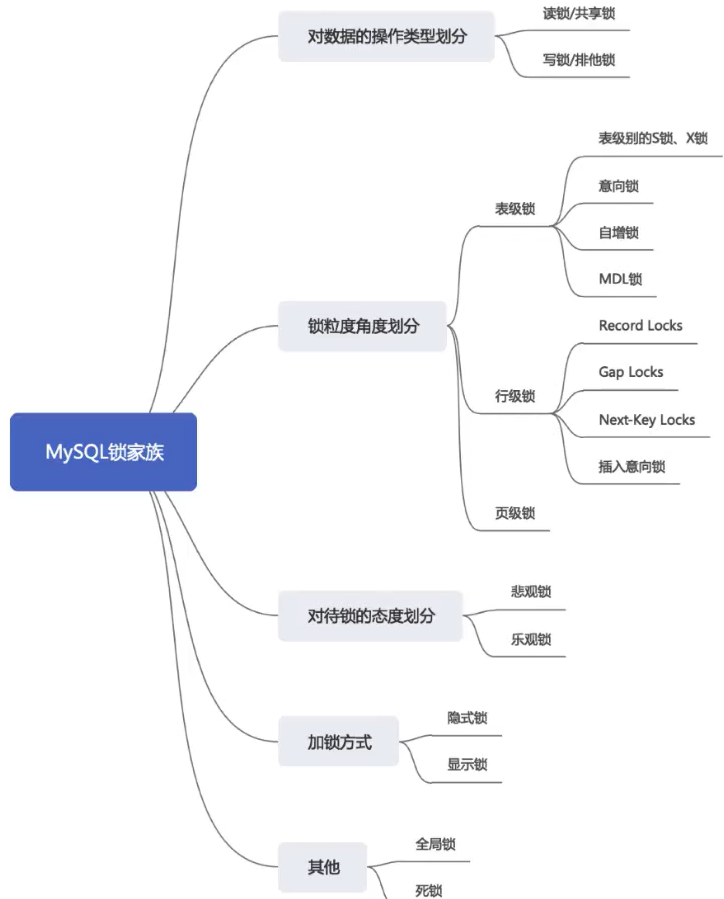 MySQL锁家族
对数据的操作类型划分
读锁/共享锁
写锁/排他锁
锁粒度角度划分
表级锁
表级别的S锁、X锁
意向锁
自增锁
MDL锁
行级锁
Record Locks
Gap Locks
Next-Key Locks
插入意向锁
页级锁
对待锁的态度划分
悲观锁
乐观锁
加锁方式
隐式锁
显示锁
其他
全局锁
死锁